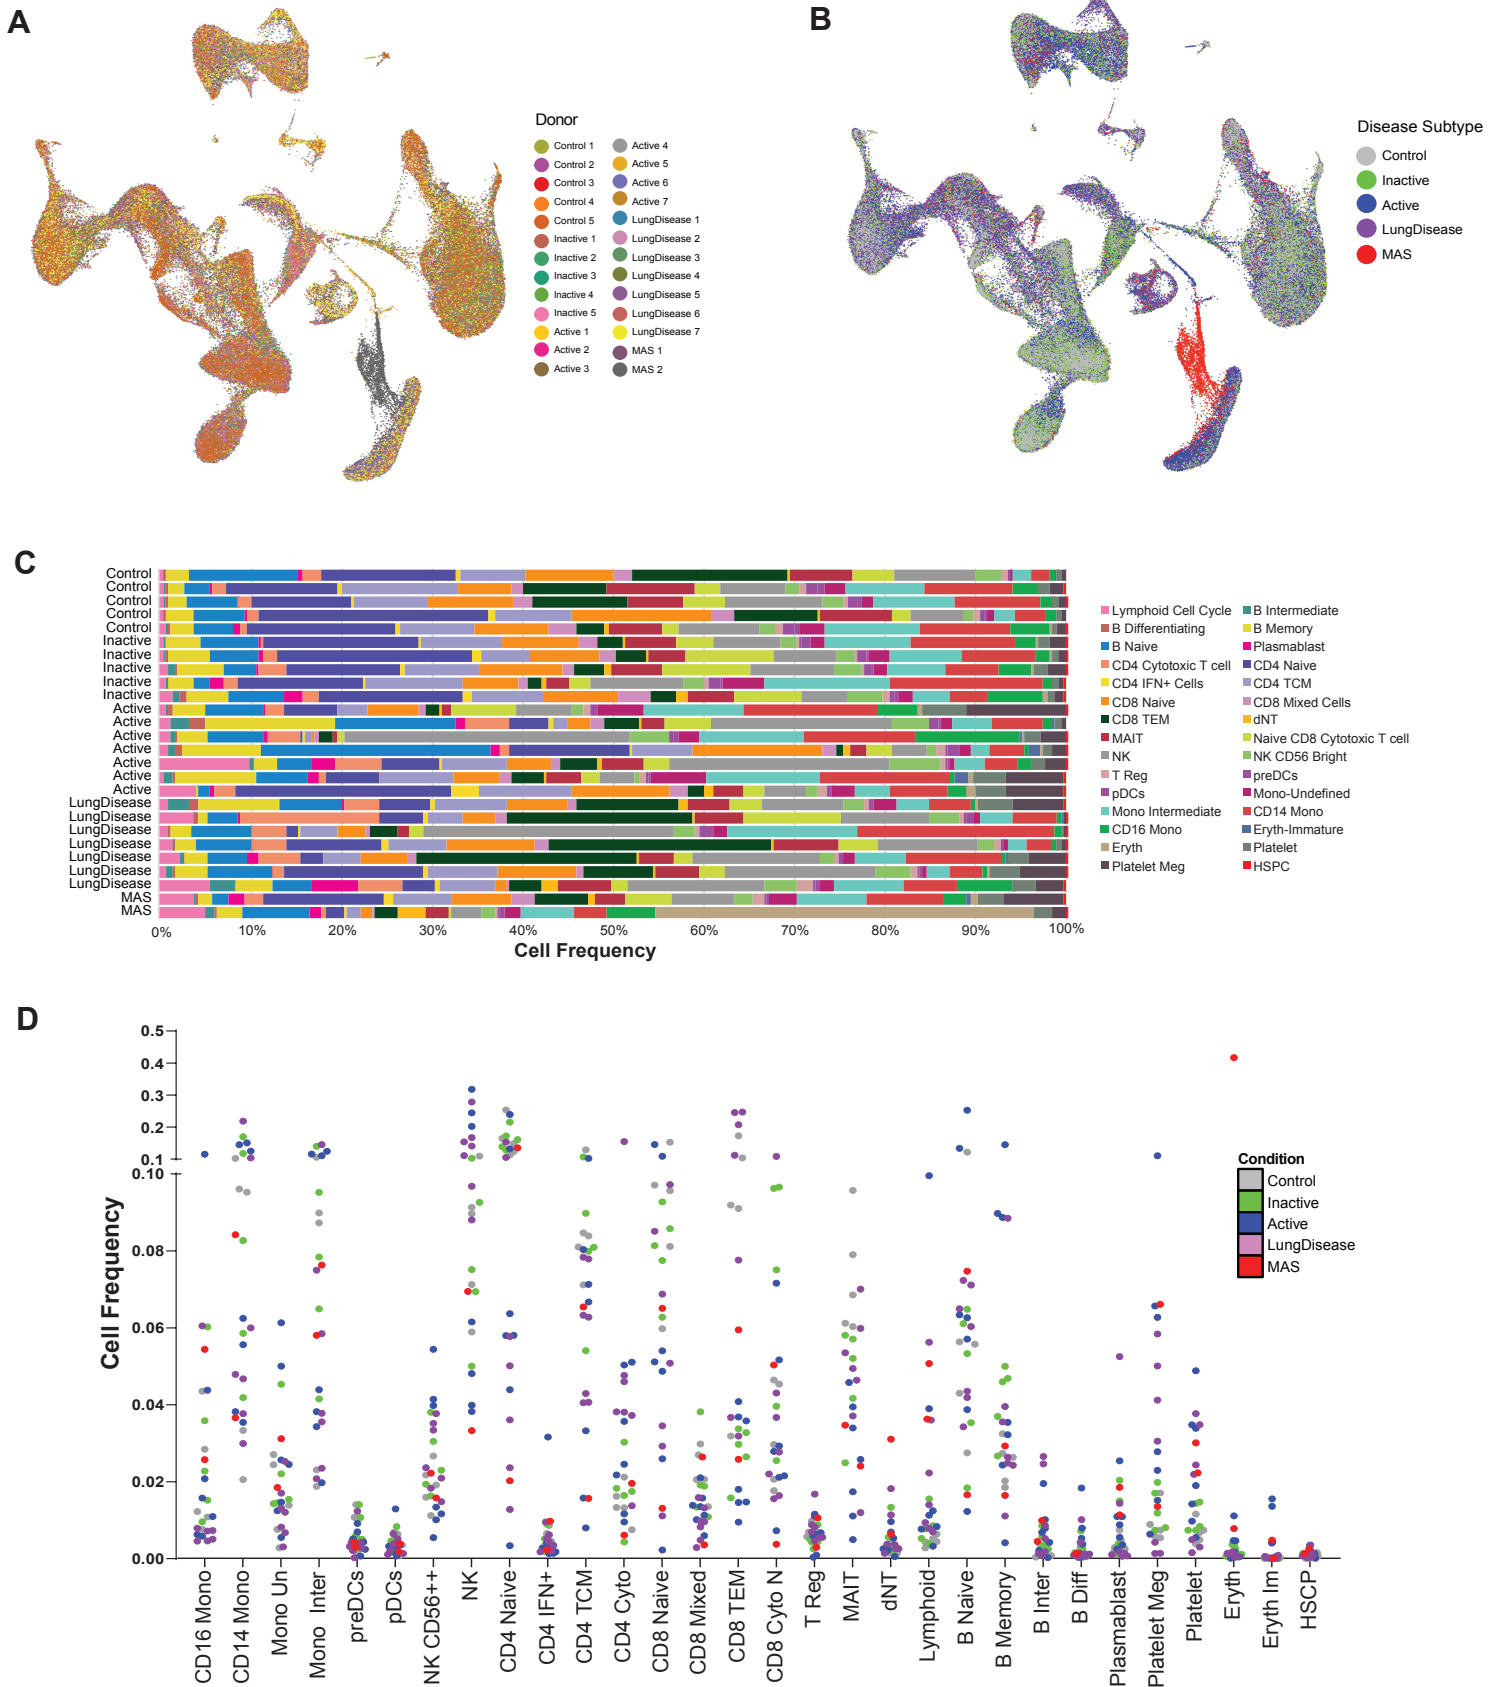 A
B
Donor
Control 1
Control 2
Control 3
Control 4
Control 5
Inactive 1
Inactive 2
Inactive 3
Inactive 4
Inactive 5
Active 1
Active 2
Active 3
Active 4
Active 5
Active 6
Active 7
LungDisease 1
LungDisease 2
LungDisease 3
LungDisease 4
LungDisease 5
LungDisease 6
LungDisease 7
MAS 1
MAS 2
Disease Subtype
Control
Inactive
Active
LungDisease
MAS
C
Control
Control
Control
Control
Control
Inactive
Inactive
Inactive
Inactive
Inactive
Active
Active
Active
Active
Active
Active
Active
LungDisease
LungDisease
LungDisease
LungDisease
LungDisease
LungDisease
LungDisease
MAS
MAS
0% 10% 20% 30% 40% 50% 60% 70% 80% 90% 100%
Cell Frequency
Lymphoid Cell Cycle B Intermediate
B Differentiating B Memory
B Naive Plasmablast
CD4 Cytotoxic T cell CD4 Naive
CD4 IFN+ Cells CD4 TCM
CD8 Naive CD8 Mixed Cells
CD8 TEM dNT
MAIT Naive CD8 Cytotoxic T cell
NK NK CD56 Bright
T Reg preDCs
pDCs Mono-Undefined
Mono Intermediate CD14 Mono
CD16 Mono Eryth-Immature
Eryth Platelet
Platelet Meg HSPC
D
0.5
0.4
0.3
0.2
0.1
0.10
0.08
0.06
0.04
0.02
0.00
Cell Frequency
Condition
Control
Inactive
Active
LungDisease
MAS
CD16 Mono
CD14 Mono
Mono Un
Mono Inter
preDCs
pDCs
NK CD56++
NK
CD4 Naive
CD4 IFN+
CD4 TCM
CD4 Cyto
CD8 Naive
CD8 Mixed
CD8 TEM
CD8 Cyto N
T Reg
MAIT
dNT
Lymphoid
B Naive
B Memory
B Inter
B Diff
Plasmablast
Platelet Meg
Platelet
Eryth
Eryth Im
HSCP